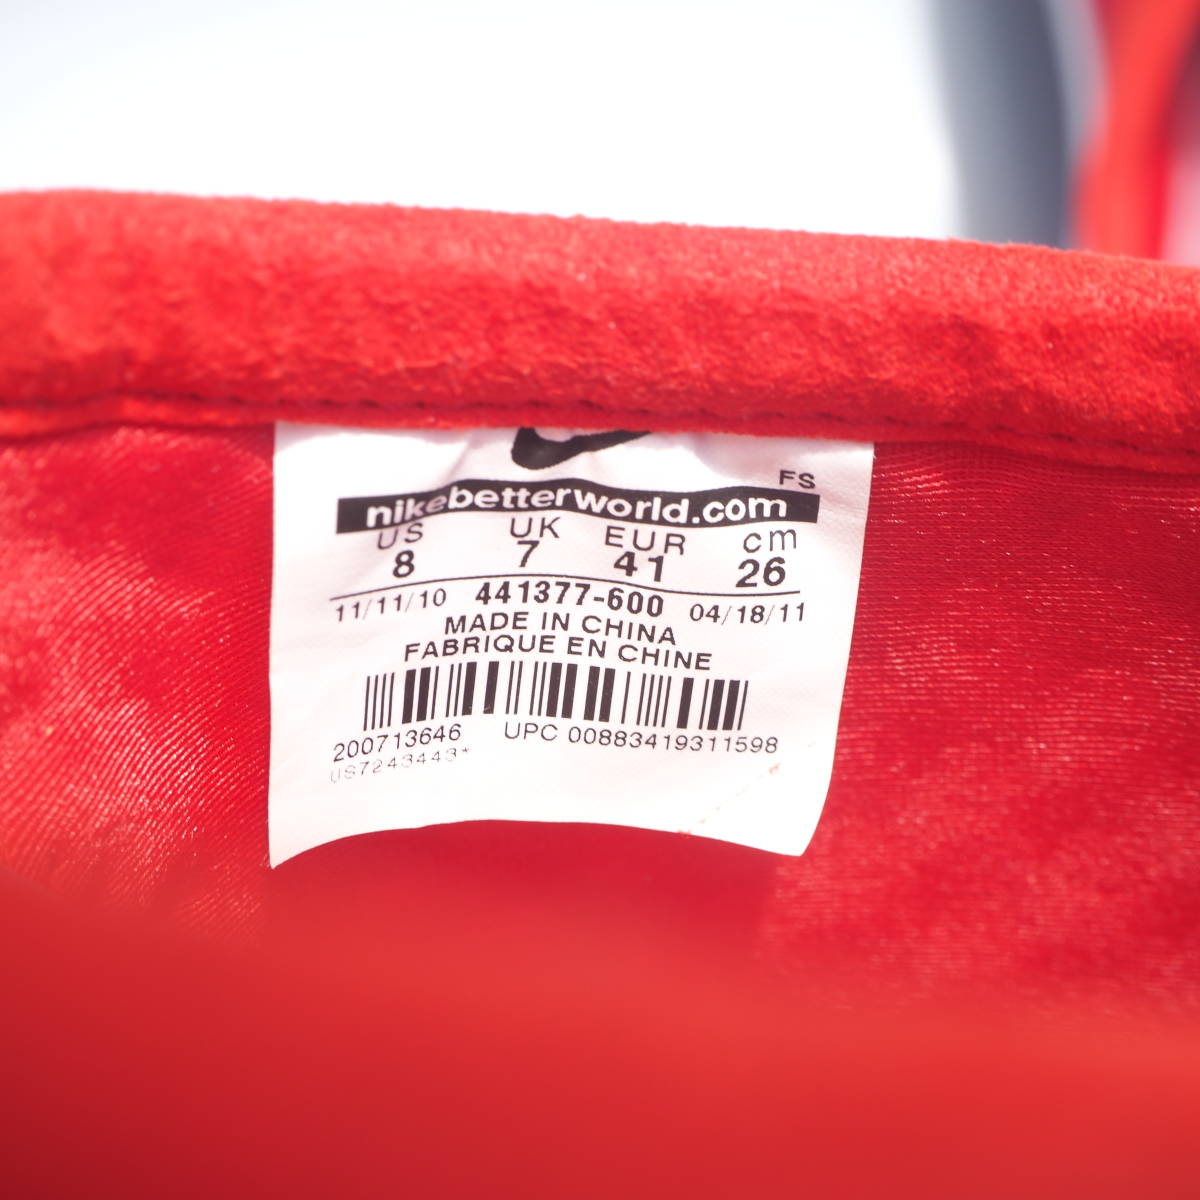 FS
nikebetterworld.com
US UK EUR cm
8 7 41 26
11/11/10 441377-600 04/18/11
MADE IN CHINA
FABRIQUE EN CHINE
200713646 UPC 00883419311598
US7243443*